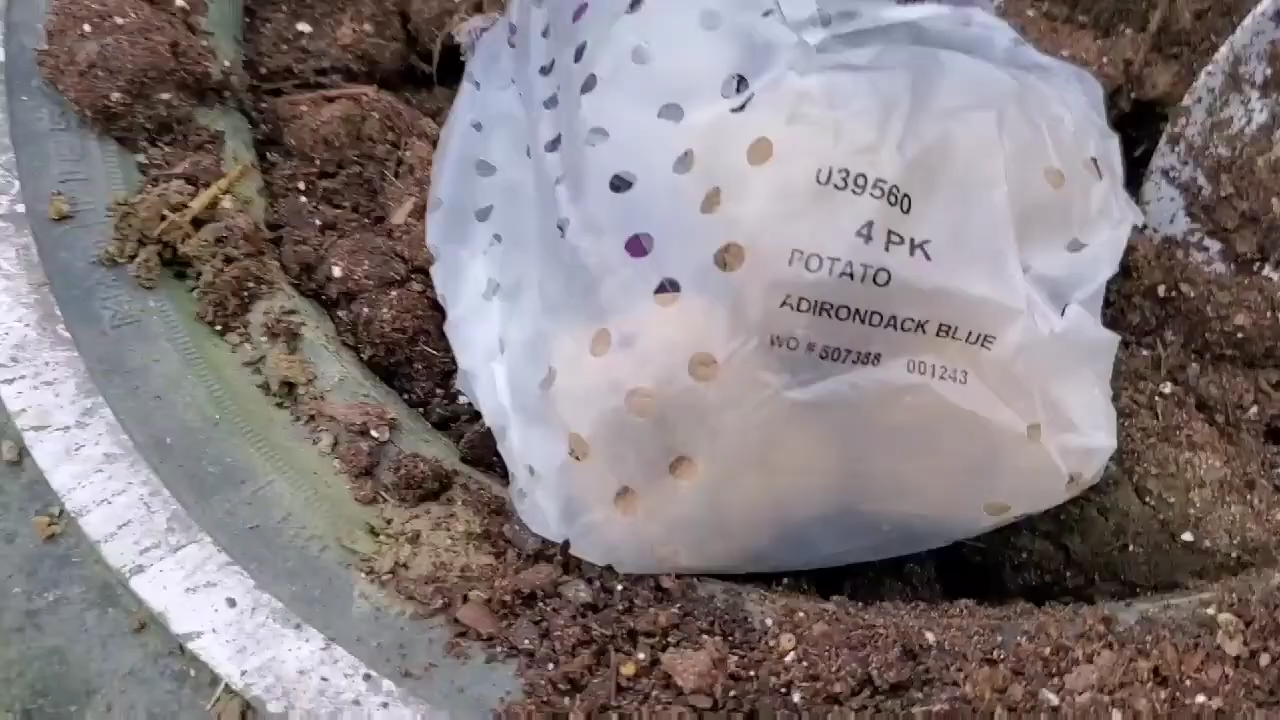 U39560
4 PK
POTATO
ADIRONDACK BLUE
WO # 507388 001243